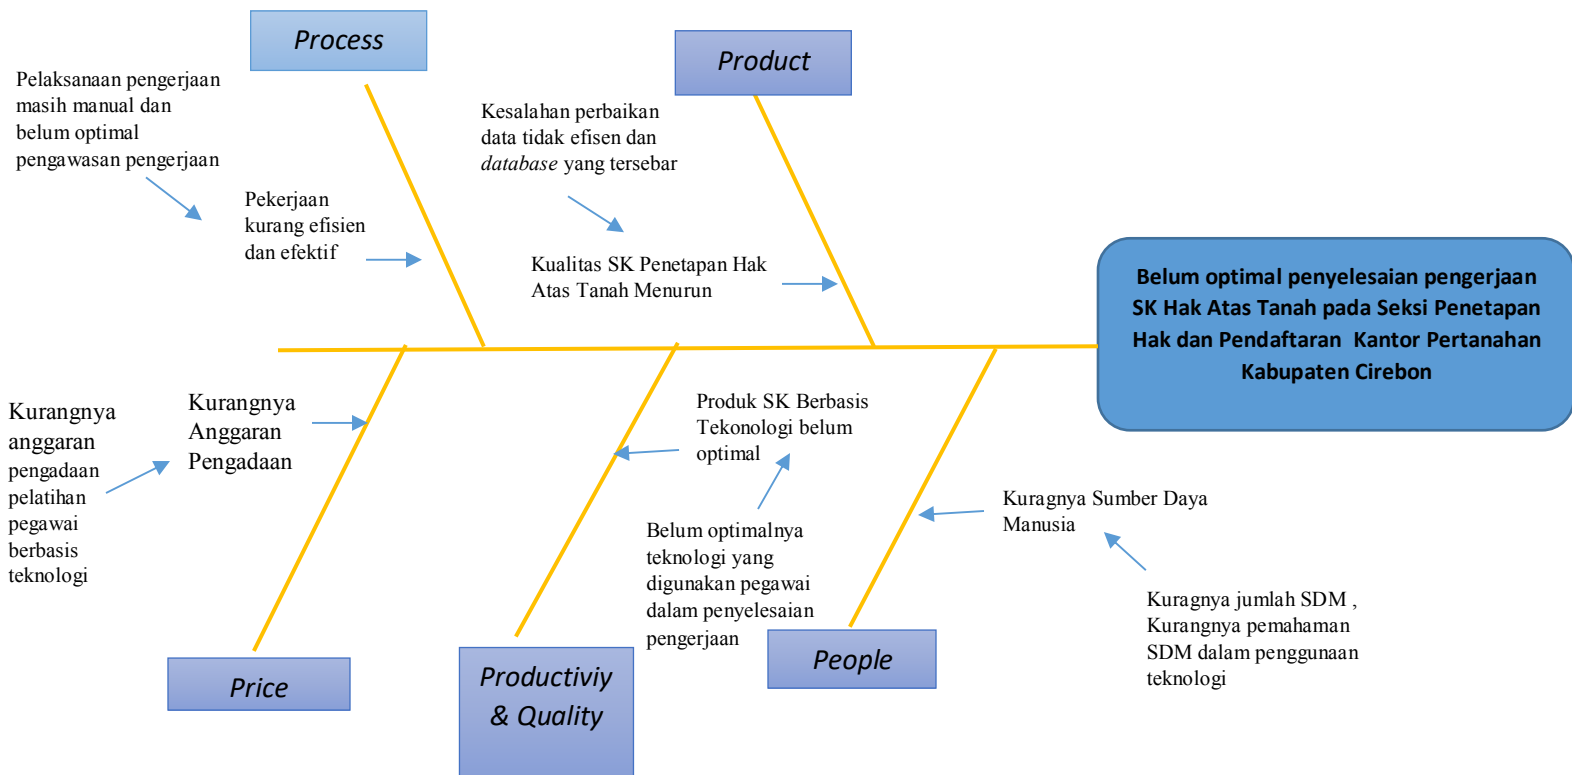 Process
Product
Pelaksanaan pengerjaan
masih manual dan
belum optimal
pengawasan pengerjaan
Kesalahan perbaikan
data tidak efisen dan
database yang tersebar
Pekerjaan
kurang efisien
dan efektif
Kualitas SK Penetapan Hak
Atas Tanah Menurun
Belum optimal penyelesaian pengerjaan
SK Hak Atas Tanah pada Seksi Penetapan
Hak dan Pendaftaran Kantor Pertanahan
Kabupaten Cirebon
Kurangnya
anggaran
pengadaan
pelatihan
pegawai
berbasis
teknologi
Kurangnya
Anggaran
Pengadaan
Produk SK Berbasis
Tekonologi belum
optimal
Belum optimalnya
teknologi yang
digunakan pegawai
dalam penyelesaian
pengerjaan
Kuragnya Sumber Daya
Manusia
Kuragnya jumlah SDM ,
Kurangnya pemahaman
SDM dalam penggunaan
teknologi
Price
Productiviy
& Quality
People